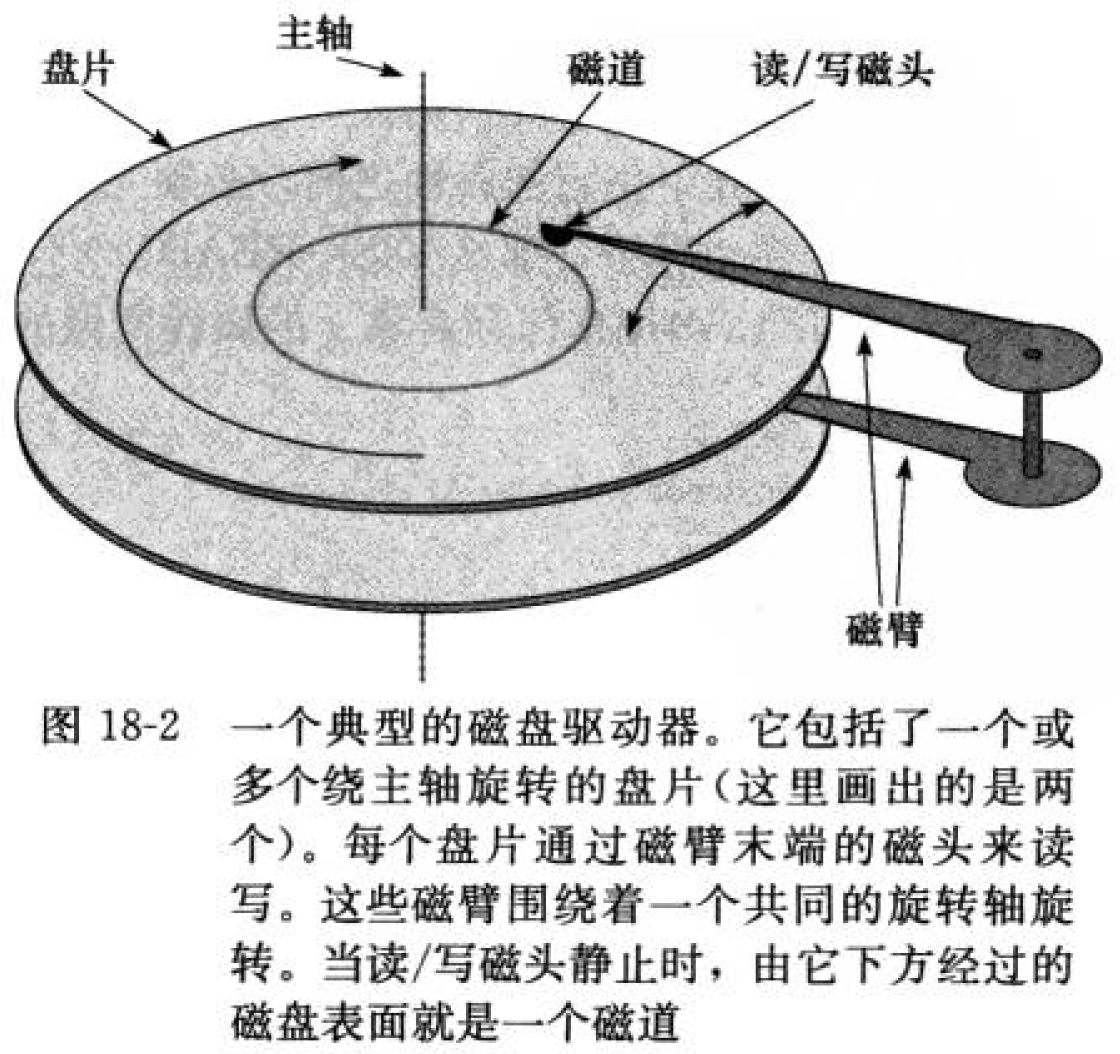 主轴
盘片
磁道
读/写磁头
磁臂
图 18-2 一个典型的磁盘驱动器。它包括了一个或
多个绕主轴旋转的盘片(这里画出的是两
个)。每个盘片通过磁臂末端的磁头来读
写。这些磁臂围绕着一个共同的旋转轴旋
转。当读/写磁头静止时，由它下方经过的
磁盘表面就是一个磁道